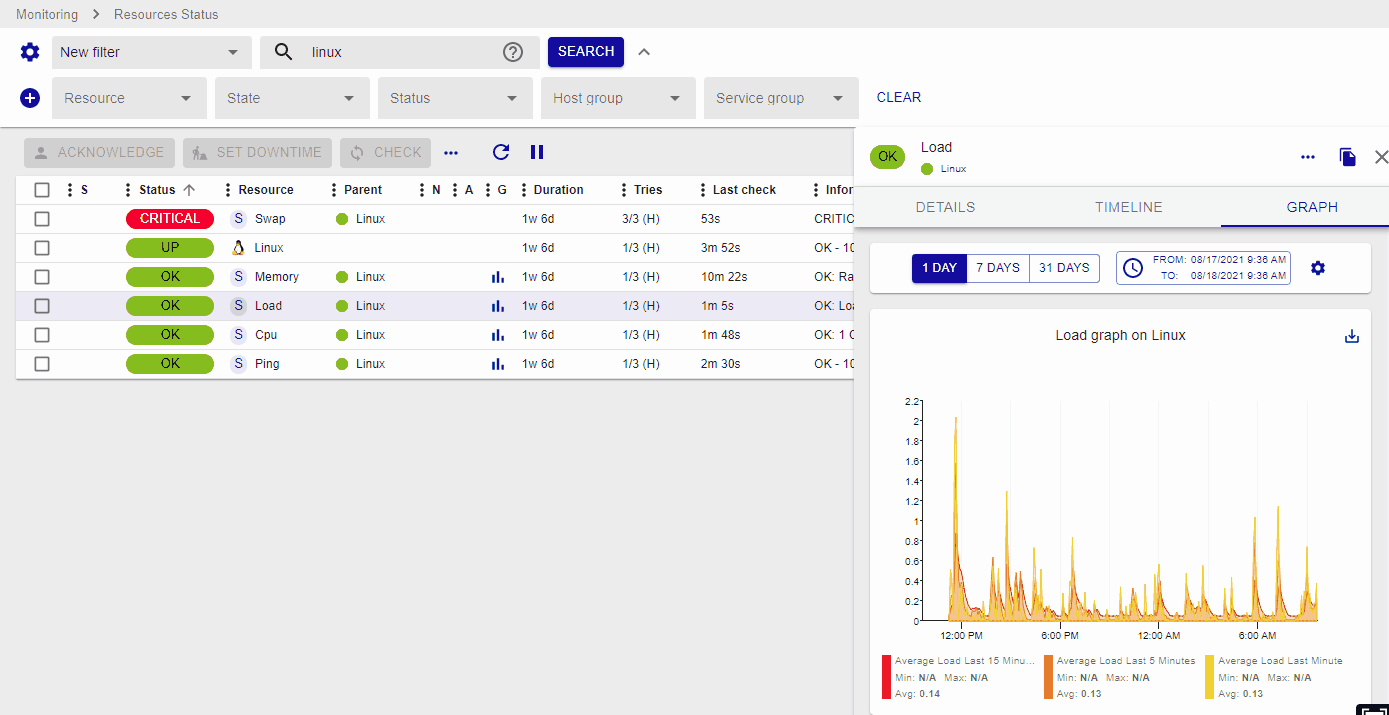 Monitoring > Resources Status
New filter linux ? SEARCH
Resource State Status Host group Service group CLEAR
ACKNOWLEDGE SET DOWNTIME CHECK
S Status Resource Parent N A G Duration Tries Last check Infor
CRITICAL S Swap Linux 1w 6d 3/3 (H) 53s CRITIC
UP Linux 1w 6d 1/3 (H) 3m 52s OK - 10
OK S Memory Linux 1w 6d 1/3 (H) 10m 22s OK: Ra
OK S Load Linux 1w 6d 1/3 (H) 1m 5s OK: Loa
OK S Cpu Linux 1w 6d 1/3 (H) 1m 48s OK: 1 C
OK S Ping Linux 1w 6d 1/3 (H) 2m 30s OK - 10
OK Load
Linux
DETAILS TIMELINE GRAPH
1 DAY 7 DAYS 31 DAYS
FROM: 08/17/2021 9:36 AM
TO: 08/18/2021 9:36 AM
Load graph on Linux
2.2
2
1.8
1.6
1.4
1.2
1
0.8
0.6
0.4
0.2
0
12:00 PM 6:00 PM 12:00 AM 6:00 AM
Average Load Last 15 Minu... Average Load Last 5 Minutes Average Load Last Minute
Min: N/A Max: N/A Min: N/A Max: N/A Min: N/A Max: N/A
Avg: 0.14 Avg: 0.13 Avg: 0.13